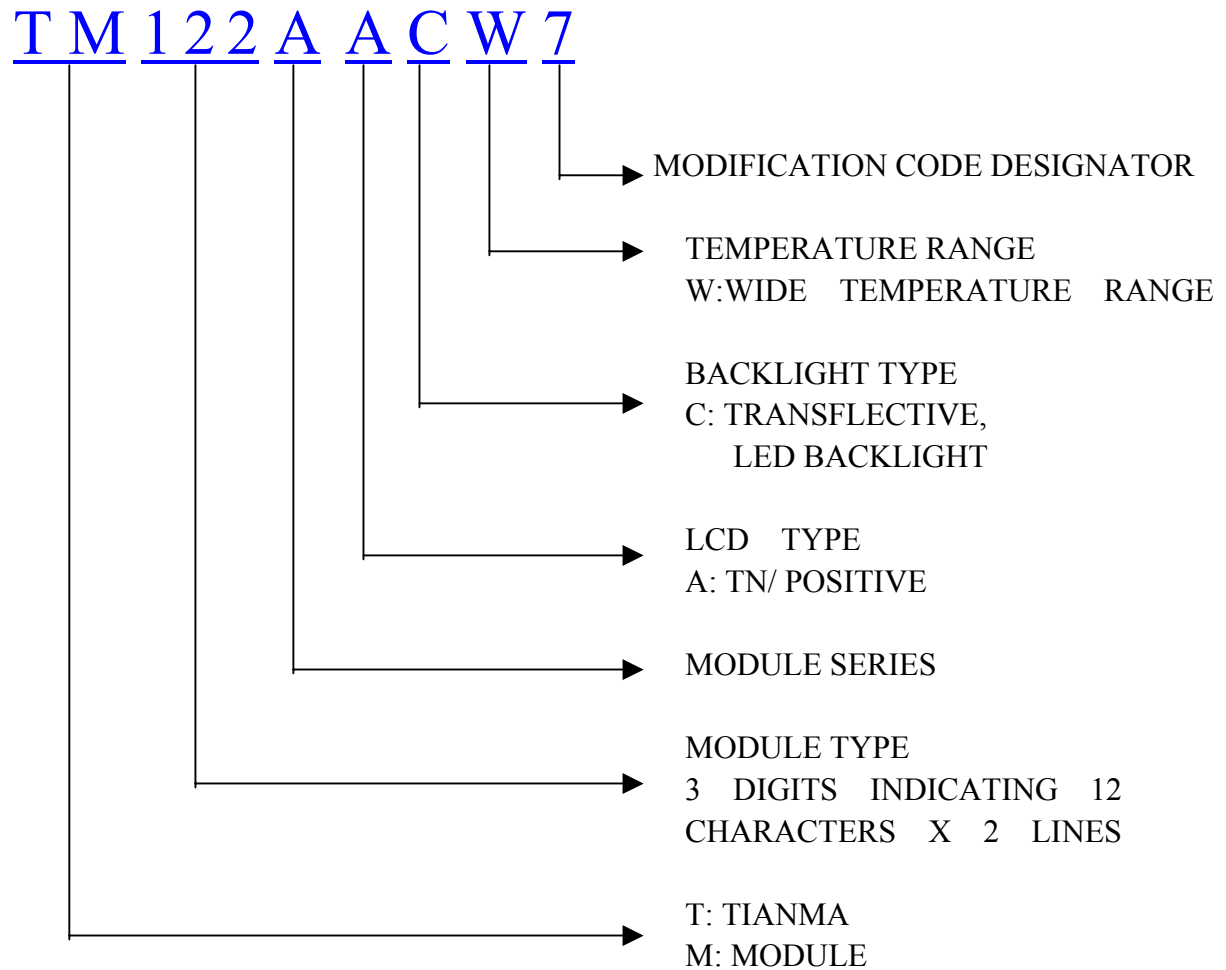 T M 1 2 2 A A C W 7
MODIFICATION CODE DESIGNATOR
TEMPERATURE RANGE
W:WIDE TEMPERATURE RANGE
BACKLIGHT TYPE
C: TRANSFLECTIVE,
LED BACKLIGHT
LCD TYPE
A: TN/ POSITIVE
MODULE SERIES
MODULE TYPE
3 DIGITS INDICATING 12
CHARACTERS X 2 LINES
T: TIANMA
M: MODULE